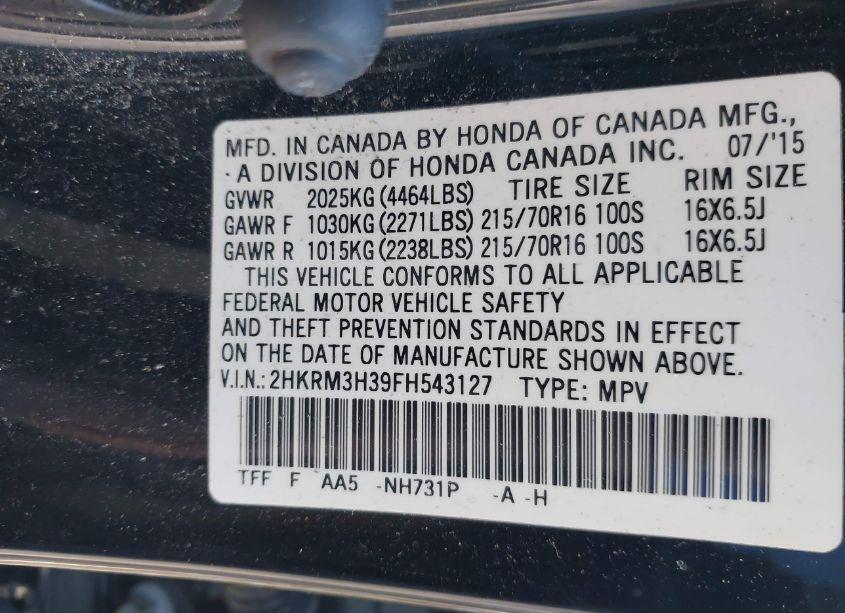 MFD. IN CANADA BY HONDA OF CANADA MFG.,
·A DIVISION OF HONDA CANADA INC. 07/'15
GVWR 2025KG(4464LBS) TIRE SIZE RIM SIZE
GAWR F 1030KG(2271LBS) 215/70R16 100S 16X6.5J
GAWR R 1015KG(2238LBS) 215/70R16 100S 16X6.5J
THIS VEHICLE CONFORMS TO ALL APPLICABLE
FEDERAL MOTOR VEHICLE SAFETY
AND THEFT PREVENTION STANDARDS IN EFFECT
ON THE DATE OF MANUFACTURE SHOWN ABOVE.
V.I.N.: 2HKRM3H39FH543127 TYPE: MPV
TFF F AA5 -NH731P -A -H